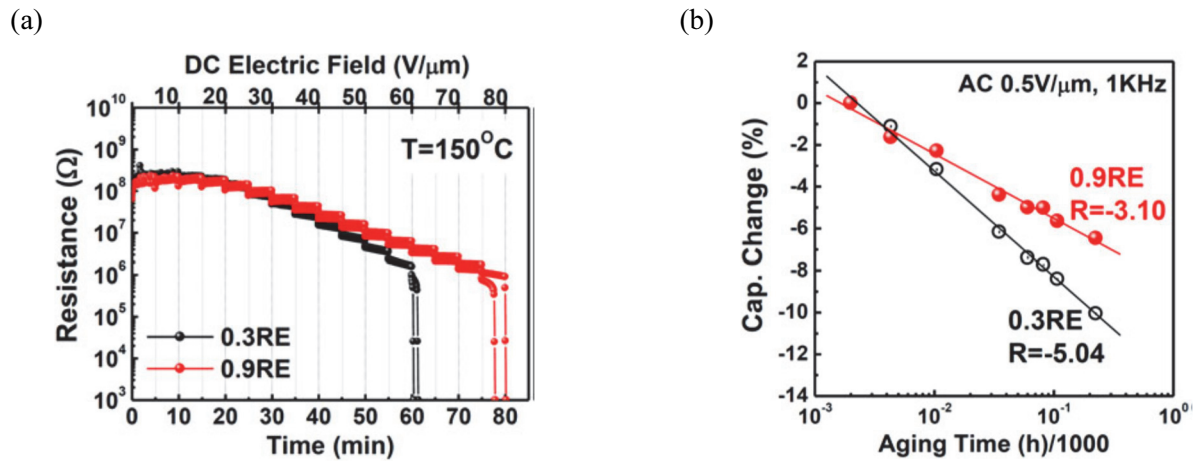 (a)
DC Electric Field (V/μm)
0 10 20 30 40 50 60 70 80
Resistance (Ω)
10^10
10^9
10^8
10^7
10^6
10^5
10^4
10^3
T=150°C
0.3RE
0.9RE
0 10 20 30 40 50 60 70 80
Time (min)
(b)
Cap. Change (%)
2
0
-2
-4
-6
-8
-10
-12
-14
AC 0.5V/μm, 1KHz
0.9RE
R=-3.10
0.3RE
R=-5.04
10^-3 10^-2 10^-1
Aging Time (h)/1000